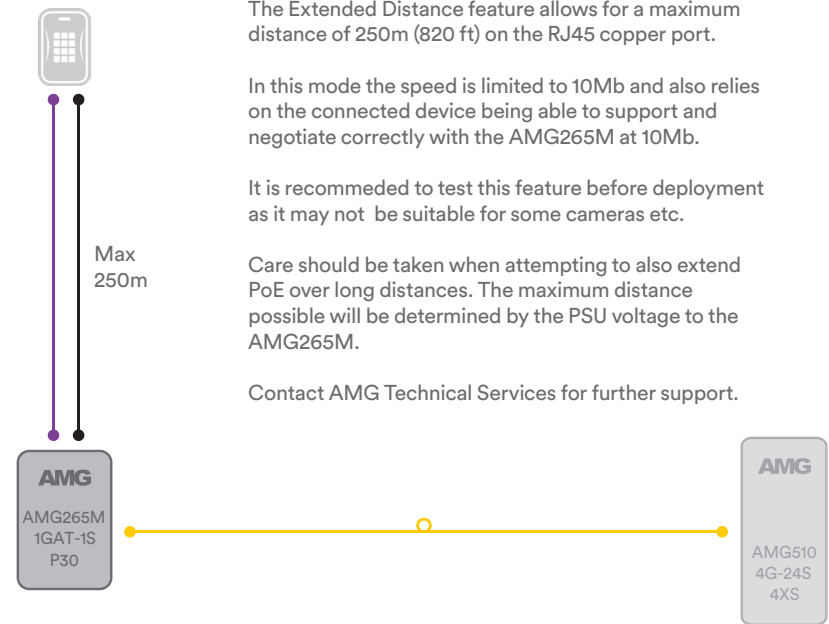 The Extended Distance feature allows for a maximum
distance of 250m (820 ft) on the RJ45 copper port.
In this mode the speed is limited to 10Mb and also relies
on the connected device being able to support and
negotiate correctly with the AMG265M at 10Mb.
It is recommeded to test this feature before deployment
as it may not  be suitable for some cameras etc.
Max
250m
Care should be taken when attempting to also extend
PoE over long distances. The maximum distance
possible will be determined by the PSU voltage to the
AMG265M.
Contact AMG Technical Services for further support.
AMG
AMG265M
1GAT-1S
P30
AMG
AMG510
4G-24S
4XS